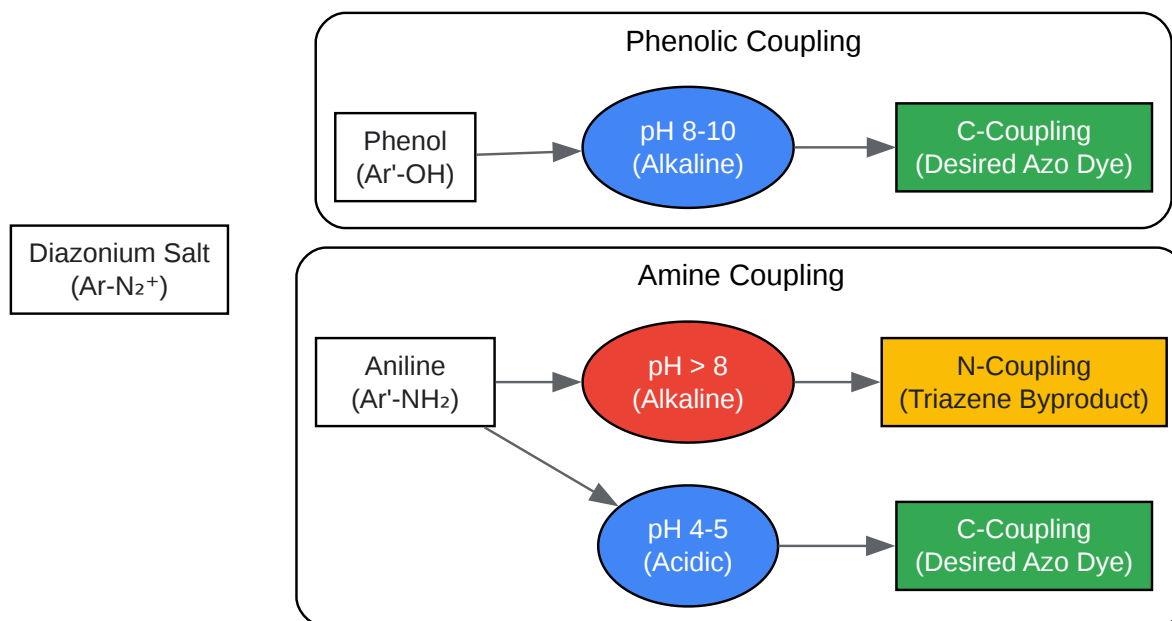 Phenolic Coupling
Phenol
(Ar'-OH)
pH 8-10
(Alkaline)
C-Coupling
(Desired Azo Dye)
Diazonium Salt
(Ar-N₂⁺)
Amine Coupling
Aniline
(Ar'-NH₂)
pH > 8
(Alkaline)
N-Coupling
(Triazene Byproduct)
pH 4-5
(Acidic)
C-Coupling
(Desired Azo Dye)